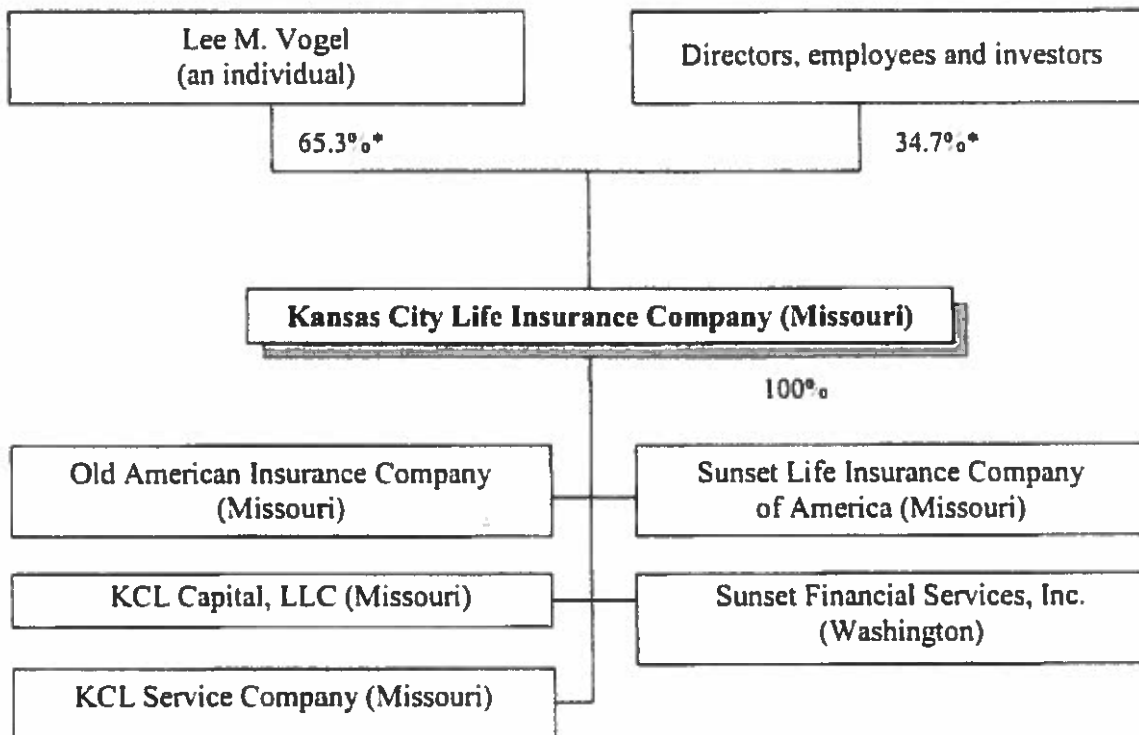 Lee M. Vogel
(an individual)
Directors, employees and investors
65.3%*
34.7%*
Kansas City Life Insurance Company (Missouri)
100%
Old American Insurance Company
(Missouri)
Sunset Life Insurance Company
of America (Missouri)
KCL Capital, LLC (Missouri)
Sunset Financial Services, Inc.
(Washington)
KCL Service Company (Missouri)